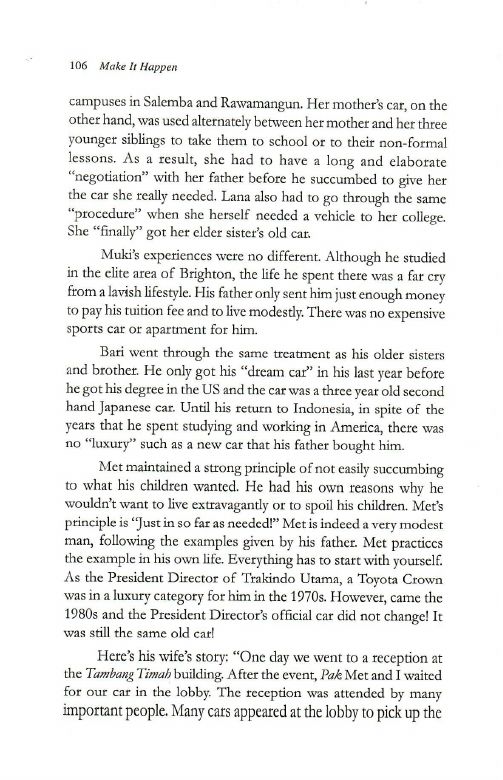 106 Make It Happen
campuses in Salemba and Rawamangun. Her mother's car, on the
other hand, was used alternately between her mother and her three
younger siblings to take them to school or to their non-formal
lessons. As a result, she had to have a long and elaborate
"negotiation" with her father before he succumbed to give her
the car she really needed. Lana also had to go through the same
"procedure" when she herself needed a vehicle to her college.
She "finally" got her elder sister's old car.
Muki's experiences were no different. Although he studied
in the elite area of Brighton, the life he spent there was a far cry
from a lavish lifestyle. His father only sent him just enough money
to pay his tuition fee and to live modestly. There was no expensive
sports car or apartment for him.
Bari went through the same treatment as his older sisters
and brother. He only got his "dream car" in his last year before
he got his degree in the US and the car was a three year old second
hand Japanese car. Until his return to Indonesia, in spite of the
years that he spent studying and working in America, there was
no "luxury" such as a new car that his father bought him.
Met maintained a strong principle of not easily succumbing
to what his children wanted. He had his own reasons why he
wouldn't want to live extravagantly or to spoil his children. Met's
principle is "Just in so far as needed!" Met is indeed a very modest
man, following the examples given by his father. Met practices
the example in his own life. Everything has to start with yourself.
As the President Director of Trakindo Utama, a Toyota Crown
was in a luxury category for him in the 1970s. However, came the
1980s and the President Director's official car did not change! It
was still the same old car!
Here's his wife's story: "One day we went to a reception at
the Tambang Timah building. After the event, Pak Met and I waited
for our car in the lobby. The reception was attended by many
important people. Many cars appeared at the lobby to pick up the